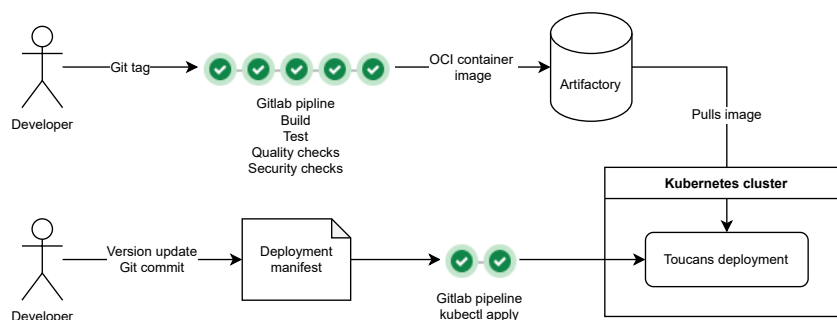 Git tag
OCI container
image
Artifactory
Developer
Gitlab pipline
Build
Test
Quality checks
Security checks
Pulls image
Kubernetes cluster
Version update
Git commit
Deployment
manifest
Toucans deployment
Developer
Gitlab pipeline
kubectl apply